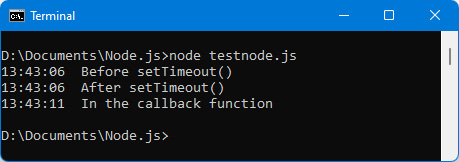 Terminal
D:\Documents\Node.js>node testnode.js
13:43:06  Before setTimeout()
13:43:06  After setTimeout()
13:43:11  In the callback function
D:\Documents\Node.js>